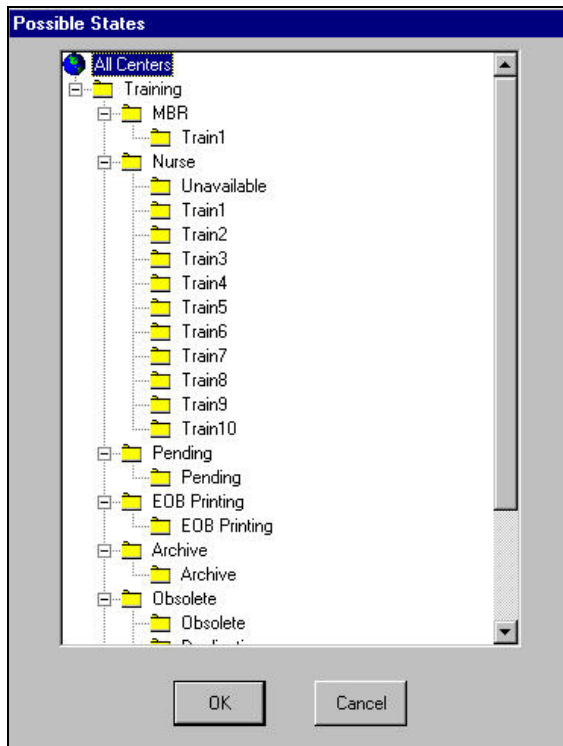 Possible States
All Centers
Training
MBR
Train1
Nurse
Unavailable
Train1
Train2
Train3
Train4
Train5
Train6
Train7
Train8
Train9
Train10
Pending
Pending
EOB Printing
EOB Printing
Archive
Archive
Obsolete
Obsolete
OK Cancel